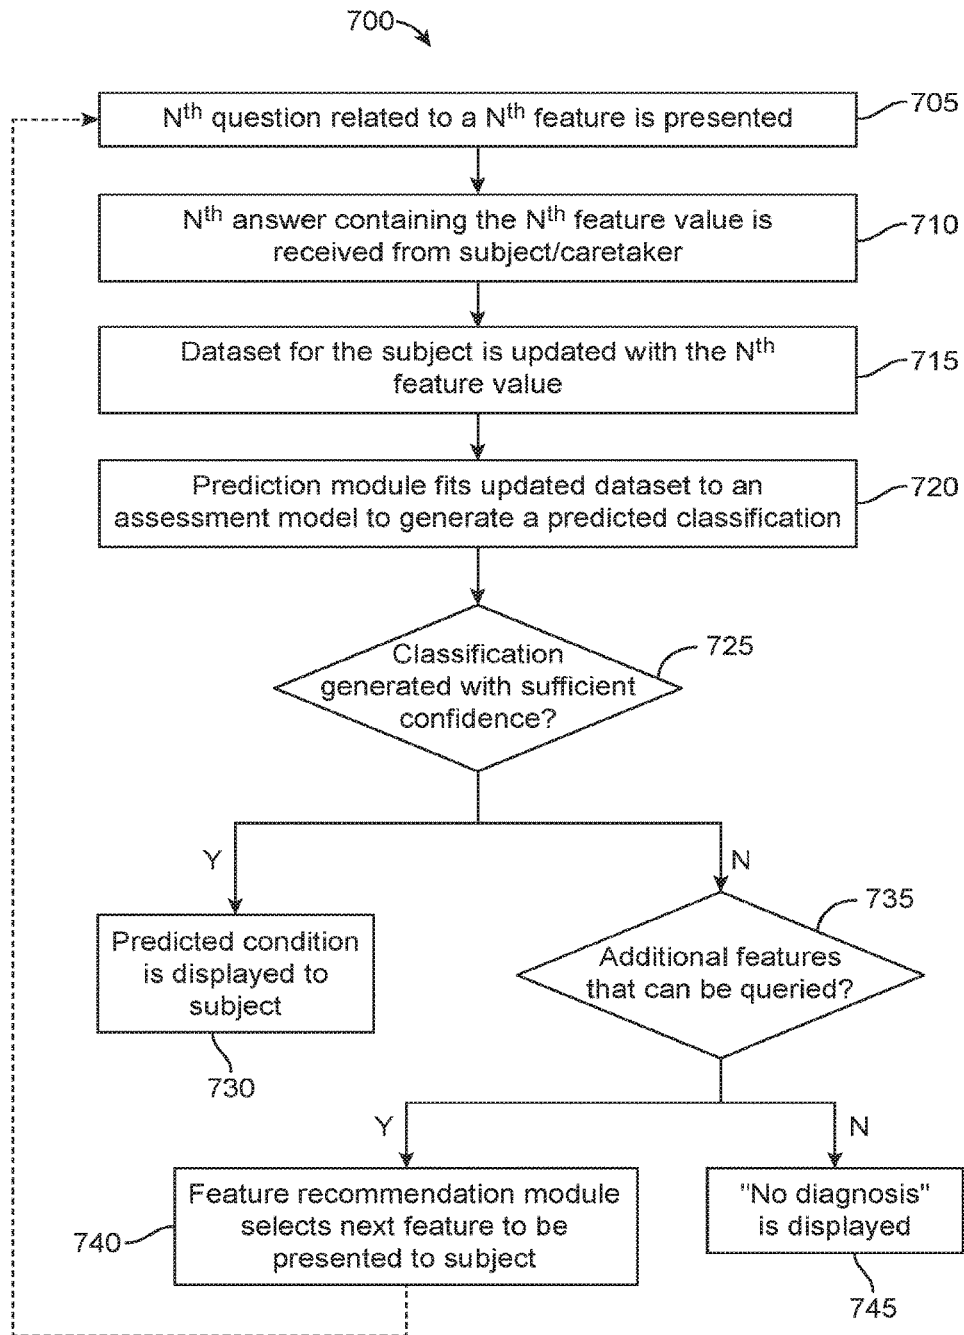 700
Nth question related to a Nth feature is presented
705
Nth answer containing the Nth feature value is
received from subject/caretaker
710
Dataset for the subject is updated with the Nth
feature value
715
Prediction module fits updated dataset to an
assessment model to generate a predicted classification
720
Classification
generated with sufficient
confidence?
725
Y
N
Predicted condition
is displayed to
subject
730
Additional features
that can be queried?
735
Y
N
Feature recommendation module
selects next feature to be
presented to subject
740
"No diagnosis"
is displayed
745